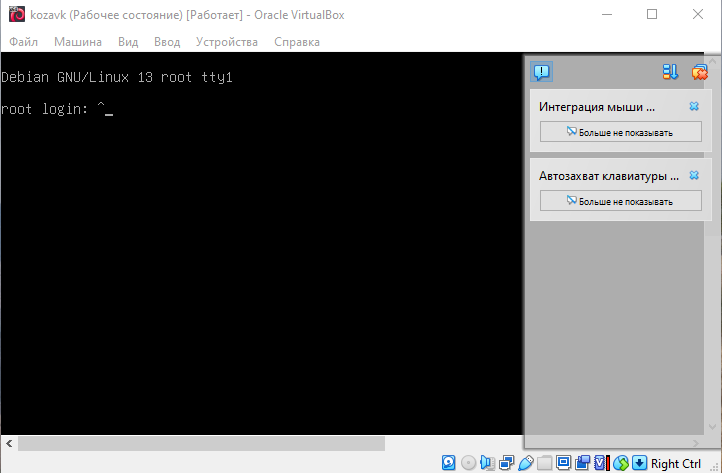 kozavk (Рабочее состояние) [Работает] - Oracle VirtualBox
Файл Машина Вид Ввод Устройства Справка
Debian GNU/Linux 13 root tty1
root login: ^_
Интеграция мыши ...
Больше не показывать
Автозахват клавиатуры ...
Больше не показывать
Right Ctrl